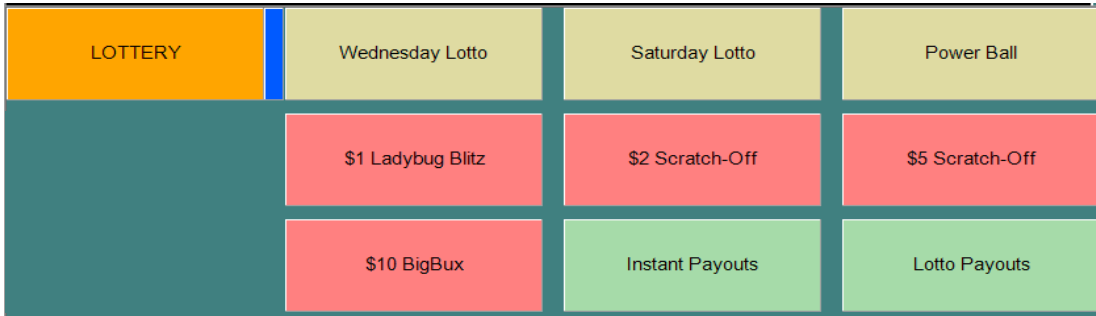 LOTTERY
Wednesday Lotto
Saturday Lotto
Power Ball
$1 Ladybug Blitz
$2 Scratch-Off
$5 Scratch-Off
$10 BigBux
Instant Payouts
Lotto Payouts